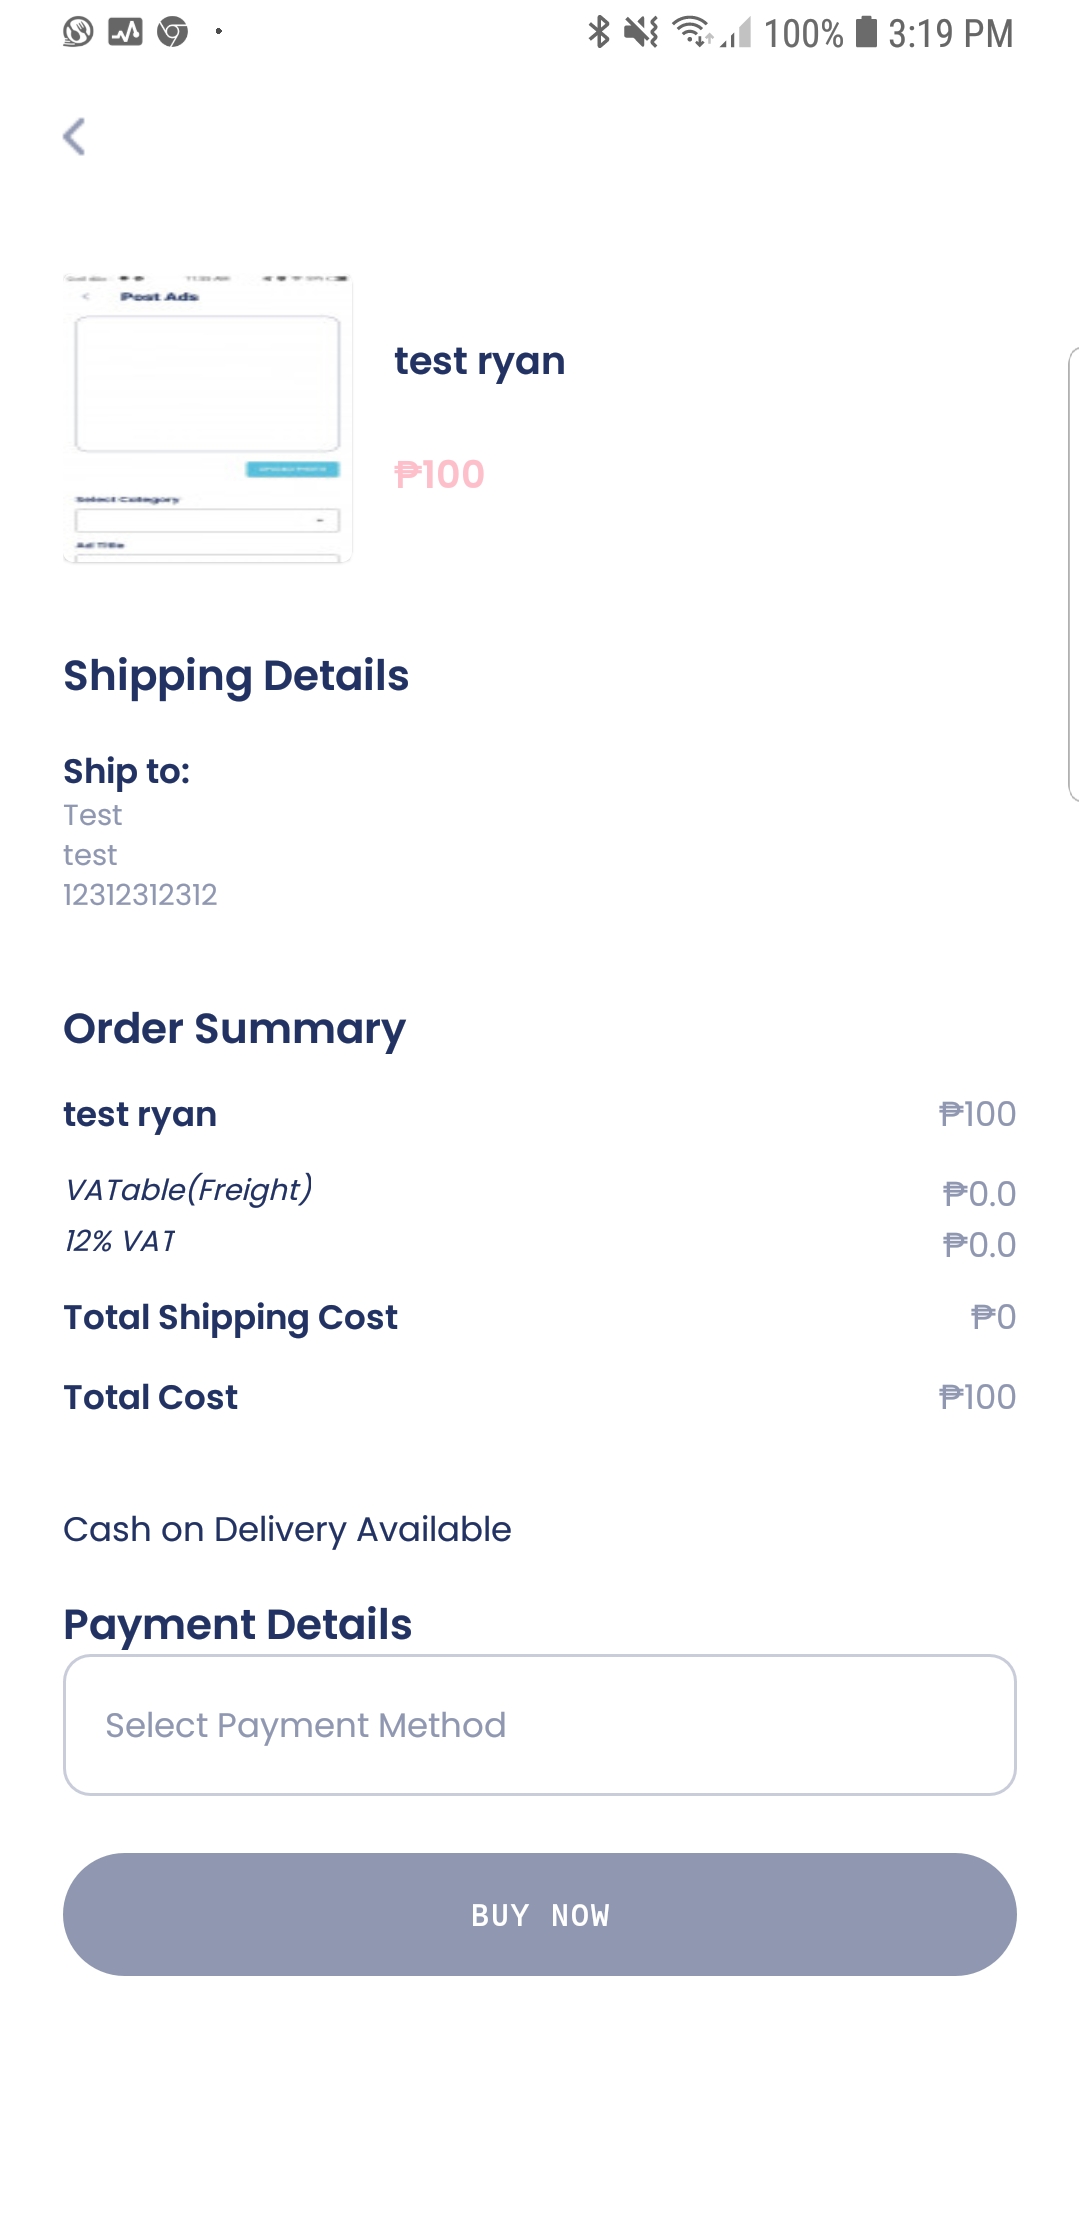 100% 3:19 PM
Post Ads
Select Category
Ad Title
test ryan
₱100
Shipping Details
Ship to:
Test
test
12312312312
Order Summary
test ryan ₱100
VATable(Freight) ₱0.0
12% VAT ₱0.0
Total Shipping Cost ₱0
Total Cost ₱100
Cash on Delivery Available
Payment Details
Select Payment Method
BUY NOW